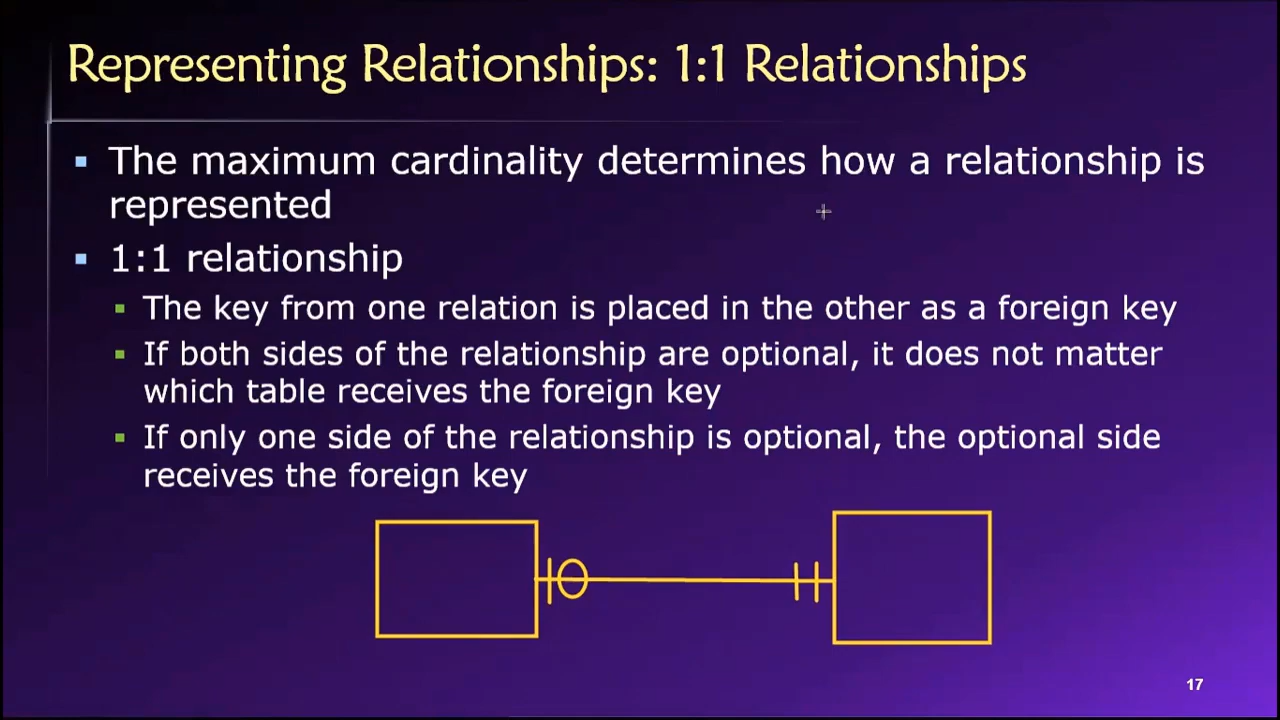 Representing Relationships: 1:1 Relationships
The maximum cardinality determines how a relationship is
represented
1:1 relationship
The key from one relation is placed in the other as a foreign key
If both sides of the relationship are optional, it does not matter
which table receives the foreign key
If only one side of the relationship is optional, the optional side
receives the foreign key
17